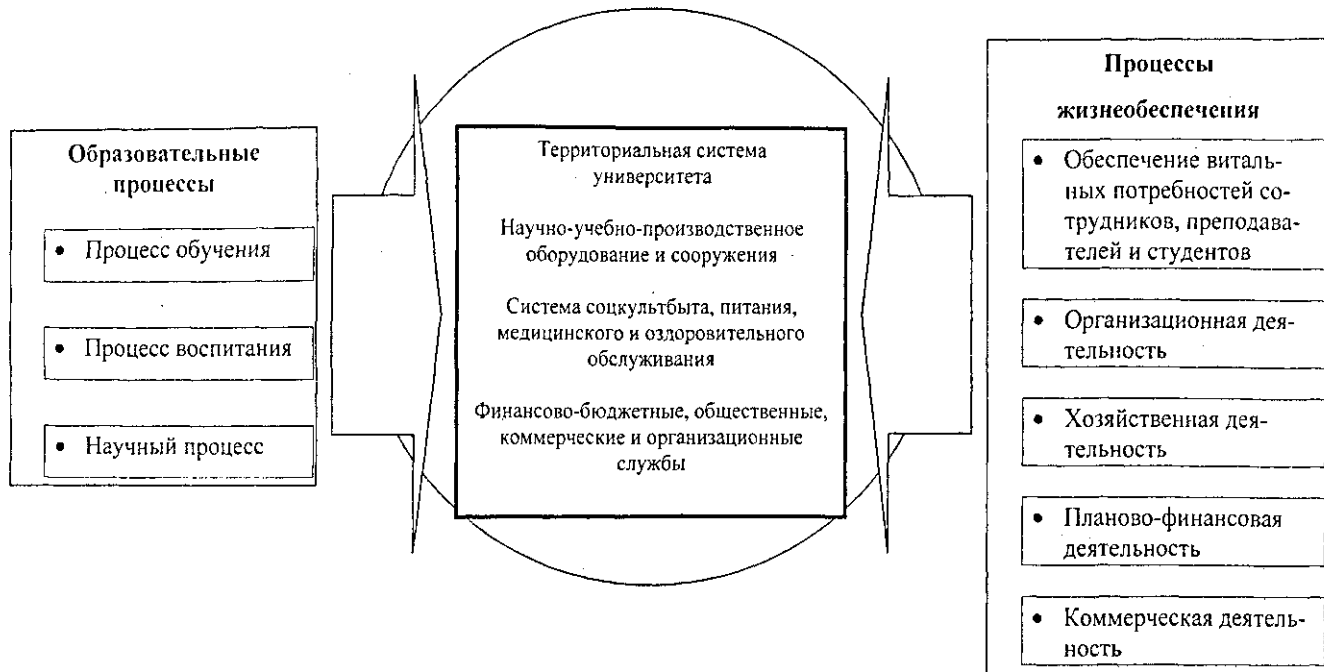 Образовательные
процессы
• Процесс обучения
• Процесс воспитания
• Научный процесс
Территориальная система
университета
Научно-учебно-производственное
оборудование и сооружения
Система соцкультбыта, питания,
медицинского и оздоровительного
обслуживания
Финансово-бюджетные, общественные,
коммерческие и организационные
службы
Процессы
жизнеобеспечения
• Обеспечение виталь-
ных потребностей со-
трудников, преподава-
телей и студентов
• Организационная дея-
тельность
• Хозяйственная дея-
тельность
• Планово-финансовая
деятельность
• Коммерческая деятель-
ность